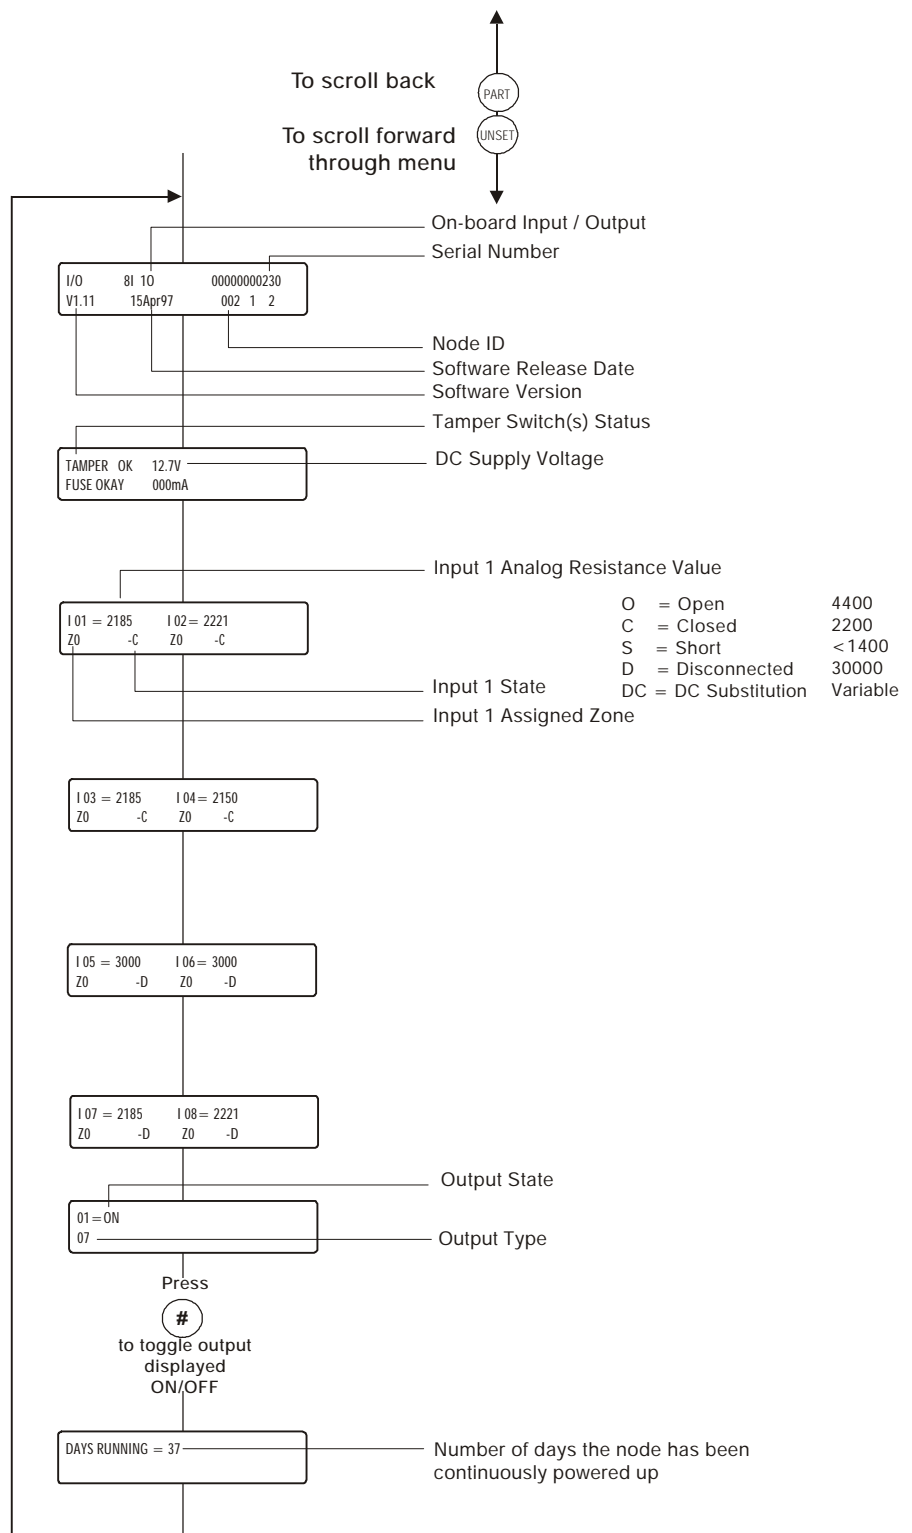 To scroll back
PART
To scroll forward
through menu
UNSET
On-board Input / Output
Serial Number
I/O 8I 1O 00000000230
V1.11 15Apr97 002 1 2
Node ID
Software Release Date
Software Version
Tamper Switch(s) Status
TAMPER OK 12.7V
DC Supply Voltage
FUSE OKAY 000mA
Input 1 Analog Resistance Value
I 01 = 2185 I 02 = 2221
Z0 -C Z0 -C
O = Open 4400
C = Closed 2200
S = Short <1400
D = Disconnected 30000
DC = DC Substitution Variable
Input 1 State
Input 1 Assigned Zone
I 03 = 2185 I 04 = 2150
Z0 -C Z0 -C
I 05 = 3000 I 06 = 3000
Z0 -D Z0 -D
I 07 = 2185 I 08 = 2221
Z0 -D Z0 -D
Output State
01 = ON
07
Output Type
Press
#
to toggle output
displayed
ON/OFF
DAYS RUNNING = 37
Number of days the node has been
continuously powered up